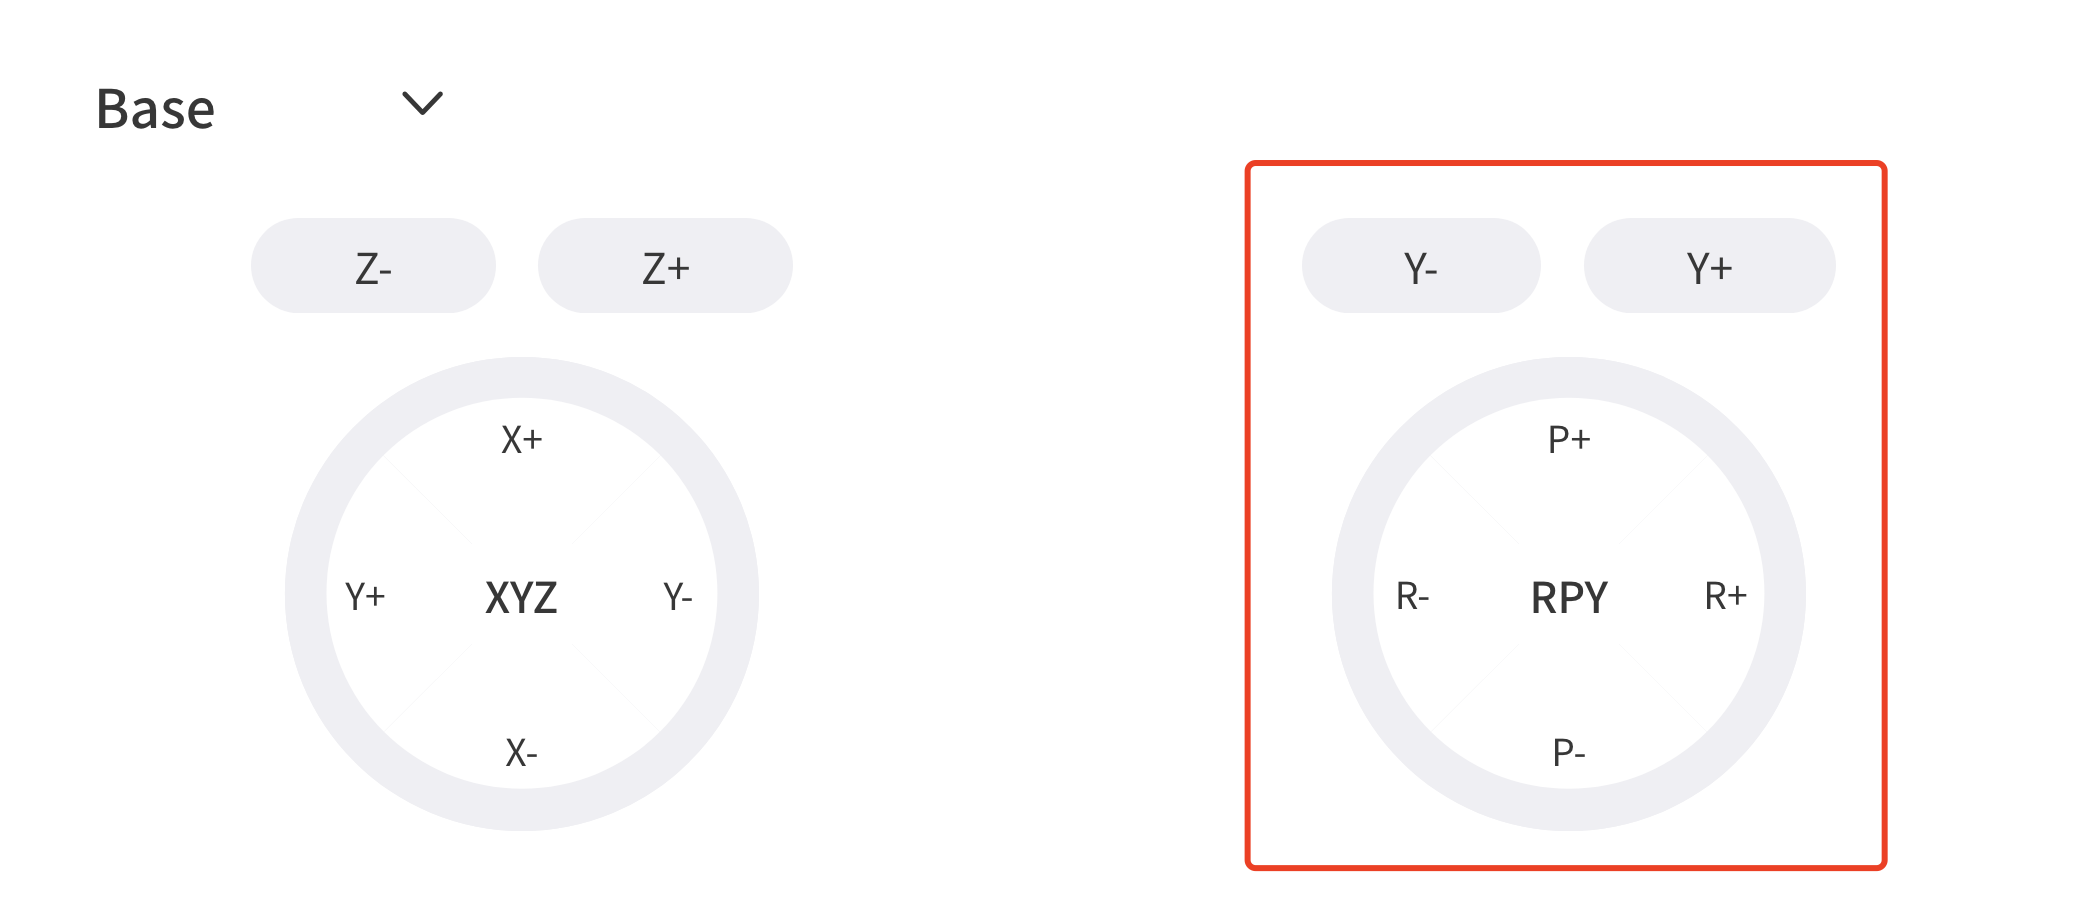 Base
Z-
Z+
X+
Y+
XYZ
Y-
X-
Y-
Y+
P+
R-
RPY
R+
P-